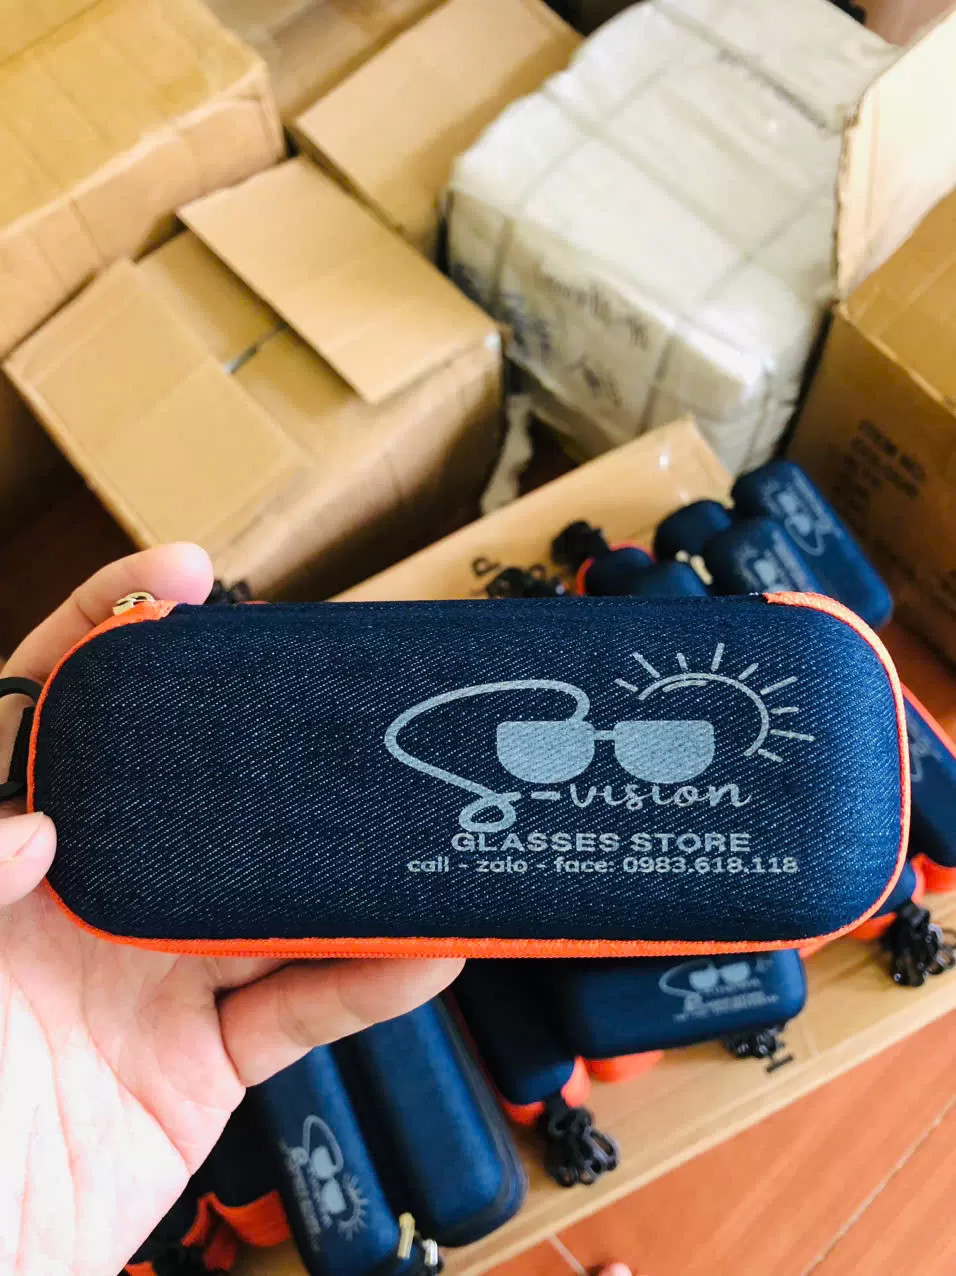 S-vision
GLASSES STORE
call - zalo - face: 0983.618.118